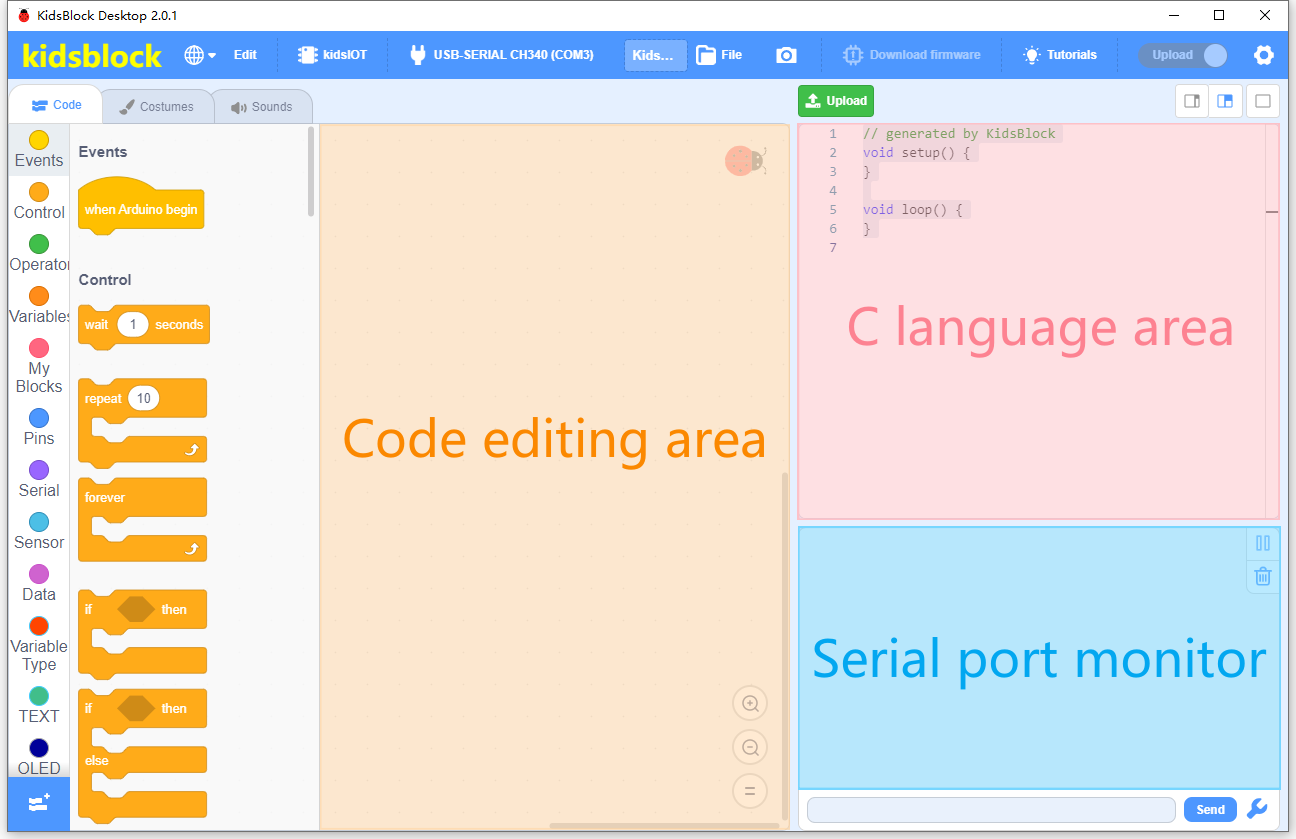 KidsBlock Desktop 2.0.1
kidsblock
Edit
kidsIOT
USB-SERIAL CH340 (COM3)
Kids...
File
Download firmware
Tutorials
Upload
Code
Costumes
Sounds
Upload
Events
Control
Operator
Variables
My
Blocks
Pins
Serial
Sensor
Data
Variable
Type
TEXT
OLED
Events
when Arduino begin
Control
wait 1 seconds
repeat 10
forever
if then
if then
else
Code editing area
1 // generated by KidsBlock
2 void setup() {
3 }
4
5 void loop() {
6 }
7
C language area
Serial port monitor
Send